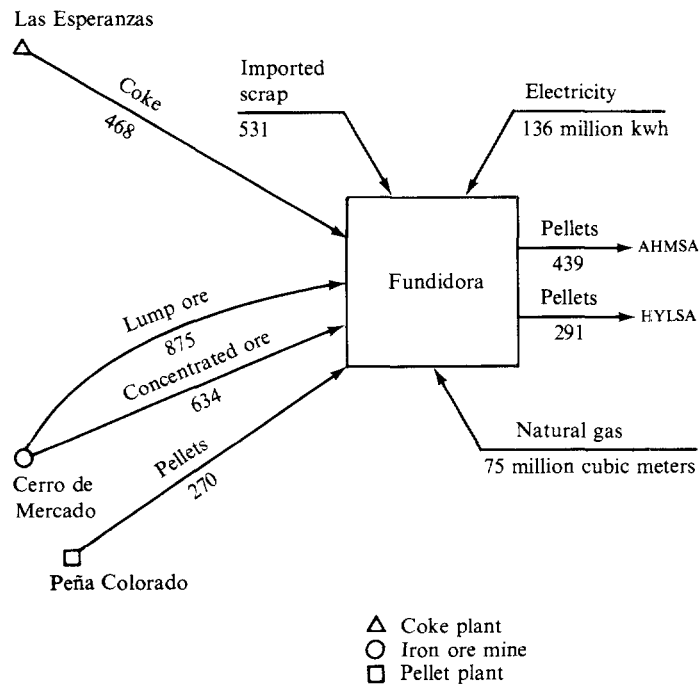 Las Esperanzas
Coke
468
Imported
scrap
531
Electricity
136 million kwh
Pellets
439
AHMSA
Fundidora
Pellets
291
HYLSA
Lump ore
875
Concentrated ore
634
Pellets
270
Natural gas
75 million cubic meters
Cerro de
Mercado
Peña Colorado
Coke plant
Iron ore mine
Pellet plant